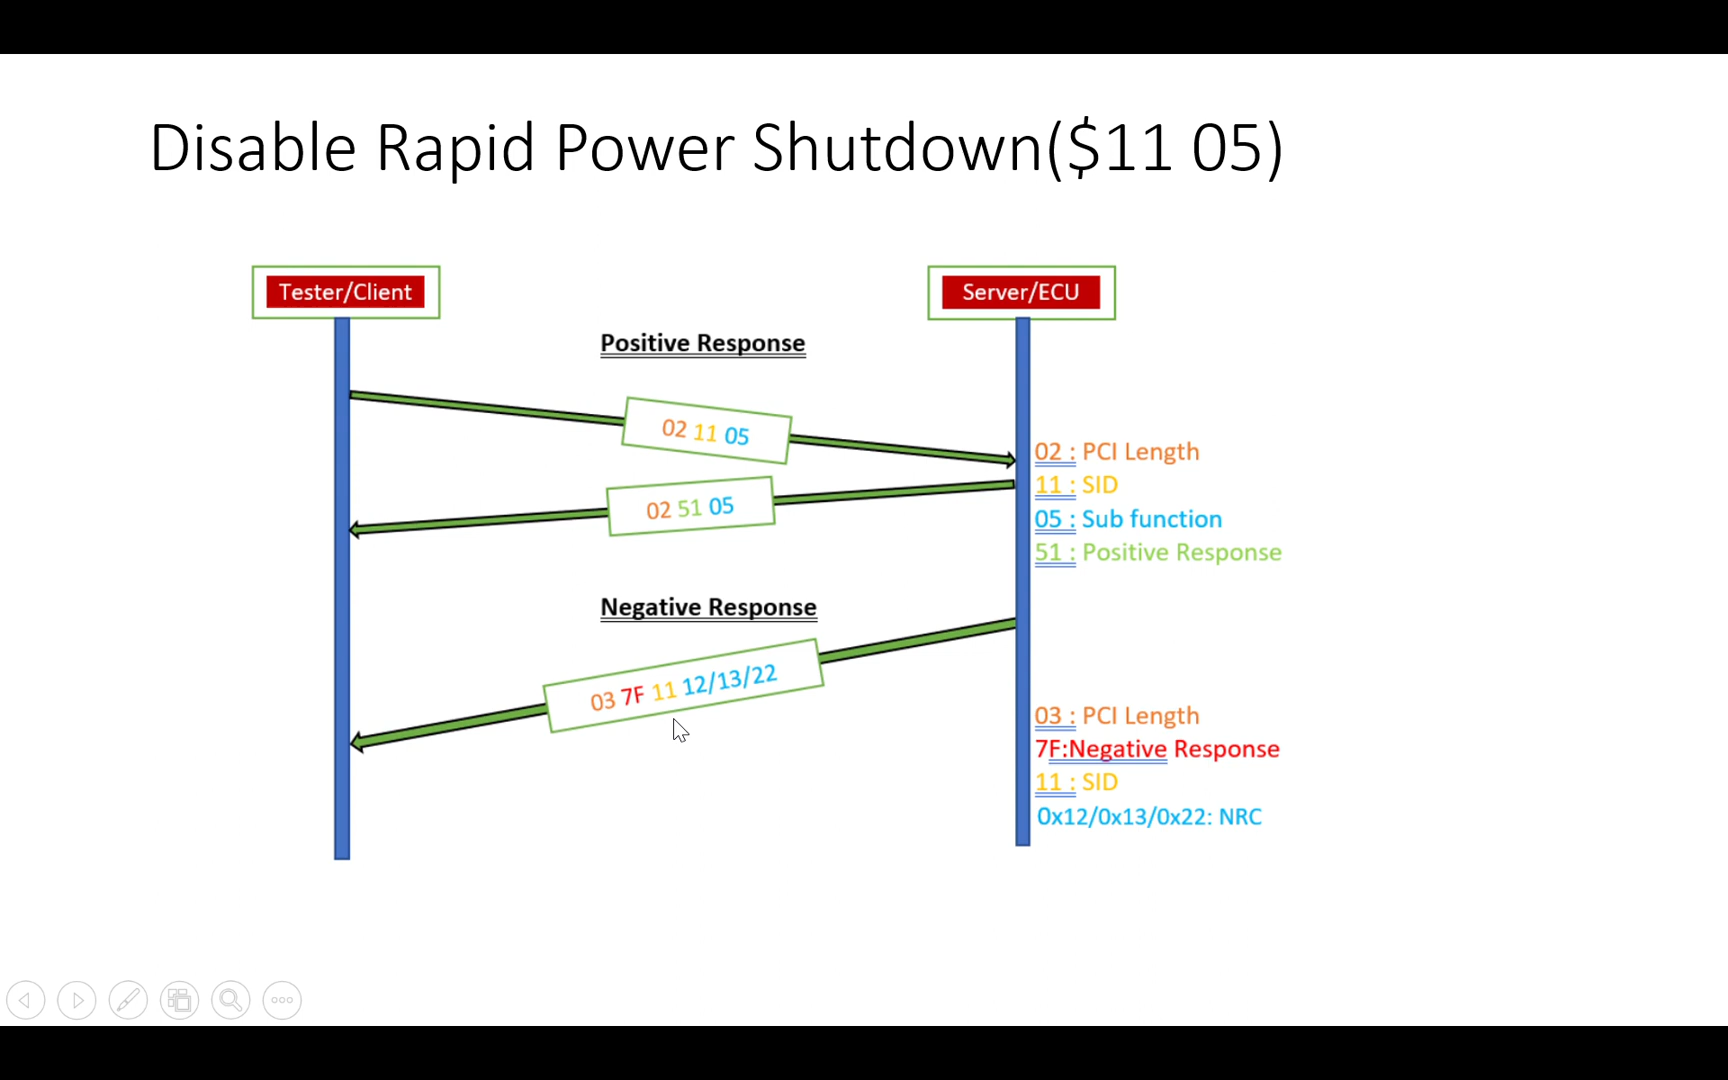 Disable Rapid Power Shutdown($11 05)
Tester/Client
Server/ECU
Positive Response
02 11 05
02 : PCI Length
11 : SID
02 51 05
05 : Sub function
51 : Positive Response
Negative Response
03 7F 11 12/13/22
03 : PCI Length
7F:Negative Response
11 : SID
0x12/0x13/0x22: NRC